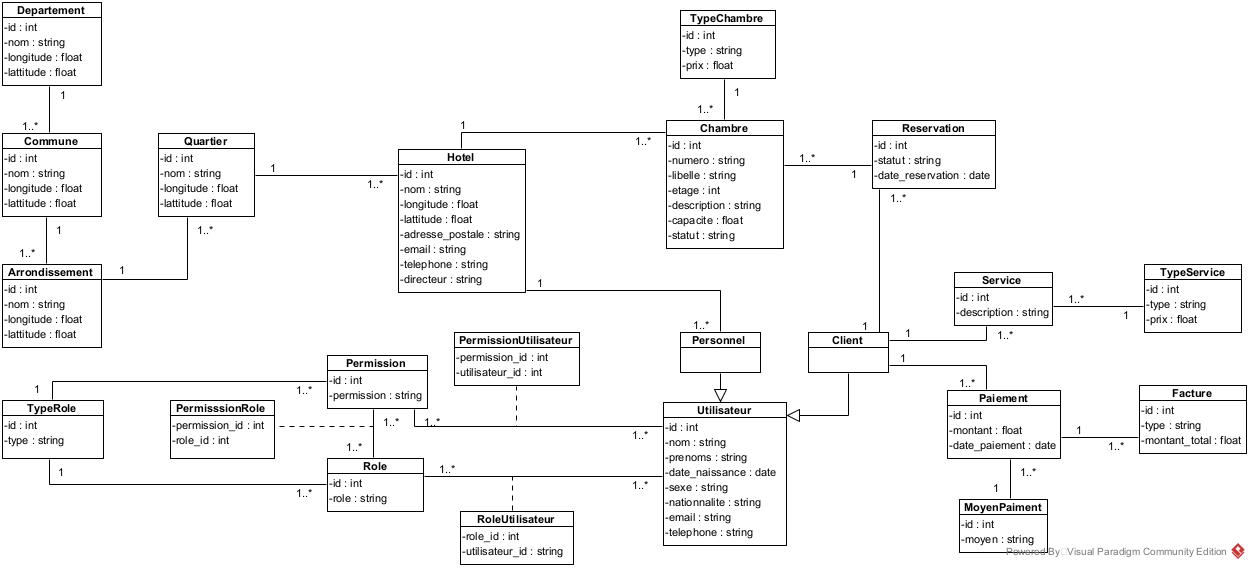 Departement
-id : int
-nom : string
-longitude : float
-lattitude : float
1
1..*
Commune
-id : int
-nom : string
-longitude : float
-lattitude : float
1
1..*
Arrondissement
-id : int
-nom : string
-longitude : float
-lattitude : float
1
1..*
Quartier
-id : int
-nom : string
-longitude : float
-lattitude : float
1
1..*
Hotel
-id : int
-nom : string
-longitude : float
-lattitude : float
-adresse_postale : string
-email : string
-telephone : string
-directeur : string
1
1..*
1
1..*
TypeChambre
-id : int
-type : string
-prix : float
1
1..*
Chambre
-id : int
-numero : string
-libelle : string
-etage : int
-description : string
-capacite : float
-statut : string
1..*
1
Reservation
-id : int
-statut : string
-date_reservation : date
1..*
1
Service
-id : int
-description : string
1..*
1
TypeService
-id : int
-type : string
-prix : float
Personnel
Client
1
1..*
1
1..*
PermissionUtilisateur
-permission_id : int
-utilisateur_id : int
Permission
-id : int
-permission : string
1
1..*
1..*
1..*
1..*
1..*
TypeRole
-id : int
-type : string
1
1..*
PermisssionRole
-permission_id : int
-role_id : int
Role
-id : int
-role : string
1..*
1..*
RoleUtilisateur
-role_id : int
-utilisateur_id : string
Utilisateur
-id : int
-nom : string
-prenoms : string
-date_naissance : date
-sexe : string
-nationnalite : string
-email : string
-telephone : string
Paiement
-id : int
-montant : float
-date_paiement : date
1
1..*
Facture
-id : int
-type : string
-montant_total : float
1..*
1
MoyenPaiment
-id : int
-moyen : string
Powered By Visual Paradigm Community Edition